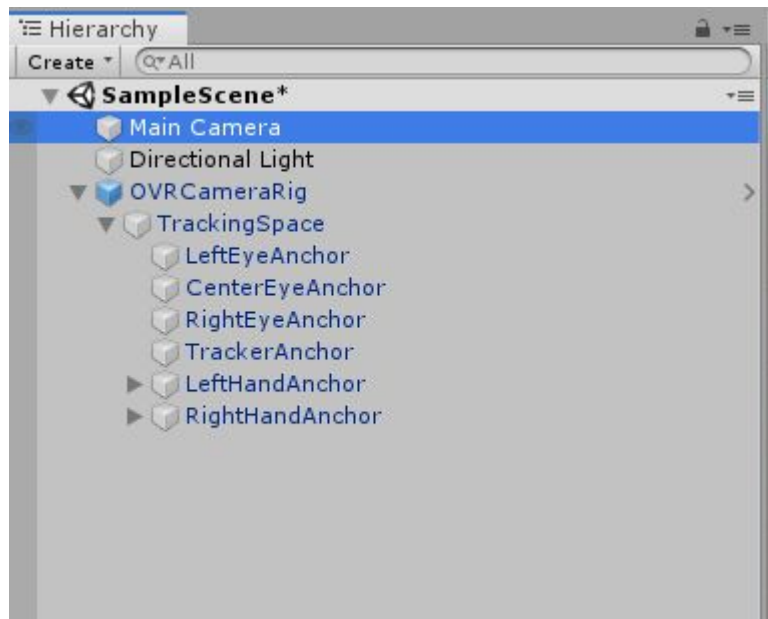 Hierarchy
Create All
SampleScene*
Main Camera
Directional Light
OVRCameraRig
TrackingSpace
LeftEyeAnchor
CenterEyeAnchor
RightEyeAnchor
TrackerAnchor
LeftHandAnchor
RightHandAnchor